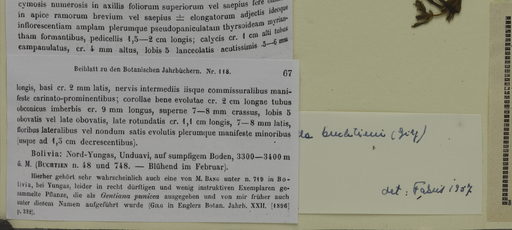 cymosis numerosis in axillis foliorum superiorum vel saepius fere
in apice ramorum brevium vel saepius ± elongatorum adjectis ideoque
inflorescentiam amplam plerumque pseudopaniculatam thyrsoideam
tham formantibus, pedicellis 1,5—2 cm longis; calycis cr. 1 cm alti tubus
campanulatus, cr. 4 mm altus, lobis 5 lanceolatis acutissimis 5—6 mm
Beiblatt zu den Botanischen Jahrbüchern. Nr. 118. 67
longis, basi cr. 2 mm latis, nervis intermediis iisque commissuralibus mani-
feste carinato-prominentibus; corollae bene evolutae cr. 2 cm longae tubus
obconicus imberbis cr. 9 mm longus, superne 7—8 mm crassus, lobis 5
obovatis vel late obovatis, late rotundatis cr. 1,1 cm longis, 7—8 mm latis,
floribus lateralibus vel nondum satis evolutis plerumque manifeste minoribus
(usque ad 1,5 cm decrescentibus).
Bolivia: Nord-Yungas, Unduavi, auf sumpfigem Boden, 3300—3400 m
ü. M. (Buchtien n. 48 und 748. — Blühend im Februar).
Hierher gehört sehr wahrscheinlich auch eine von M. Bang unter n. 749 in Bo-
livia, bei Yungas, leider in recht dürftigen und wenig instruktiven Exemplaren ge-
sammelte Pflanze, die als Gentiana punicea ausgegeben und von mir früher auch
unter diesem Namen aufgeführt wurde (Gilg in Englers Botan. Jahrb. XXII. [1896]
buchtienii (Gilg)
det: Fabris 1957